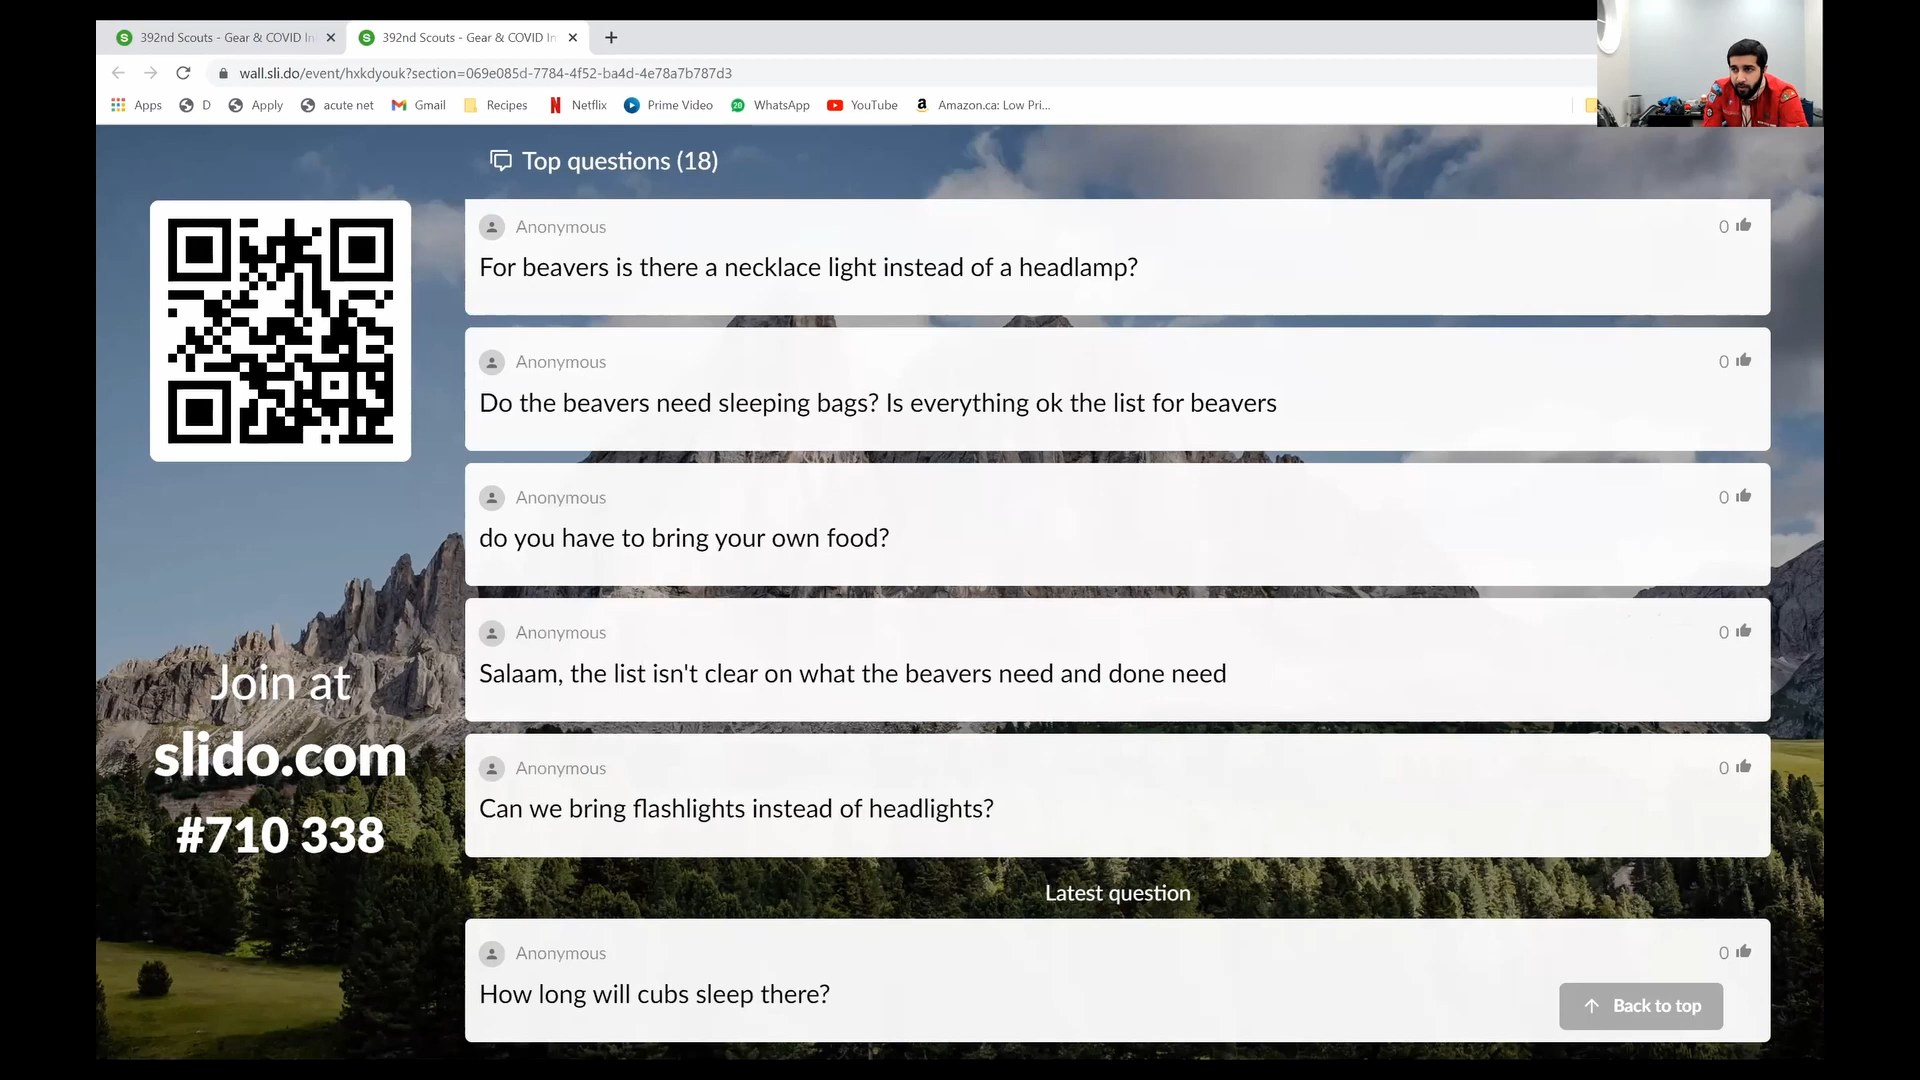 392nd Scouts - Gear & COVID In
392nd Scouts - Gear & COVID In
wall.sli.do/event/hxkdyouk?section=069e085d-7784-4f52-ba4d-4e78a7b787d3
Apps D Apply acute net Gmail Recipes Netflix Prime Video WhatsApp YouTube Amazon.ca: Low Pri...
Top questions (18)
Anonymous 0
For beavers is there a necklace light instead of a headlamp?
Anonymous 0
Do the beavers need sleeping bags? Is everything ok the list for beavers
Anonymous 0
do you have to bring your own food?
Anonymous 0
Salaam, the list isn't clear on what the beavers need and done need
Anonymous 0
Can we bring flashlights instead of headlights?
Latest question
Anonymous 0
How long will cubs sleep there?
Back to top
Join at
slido.com
#710 338